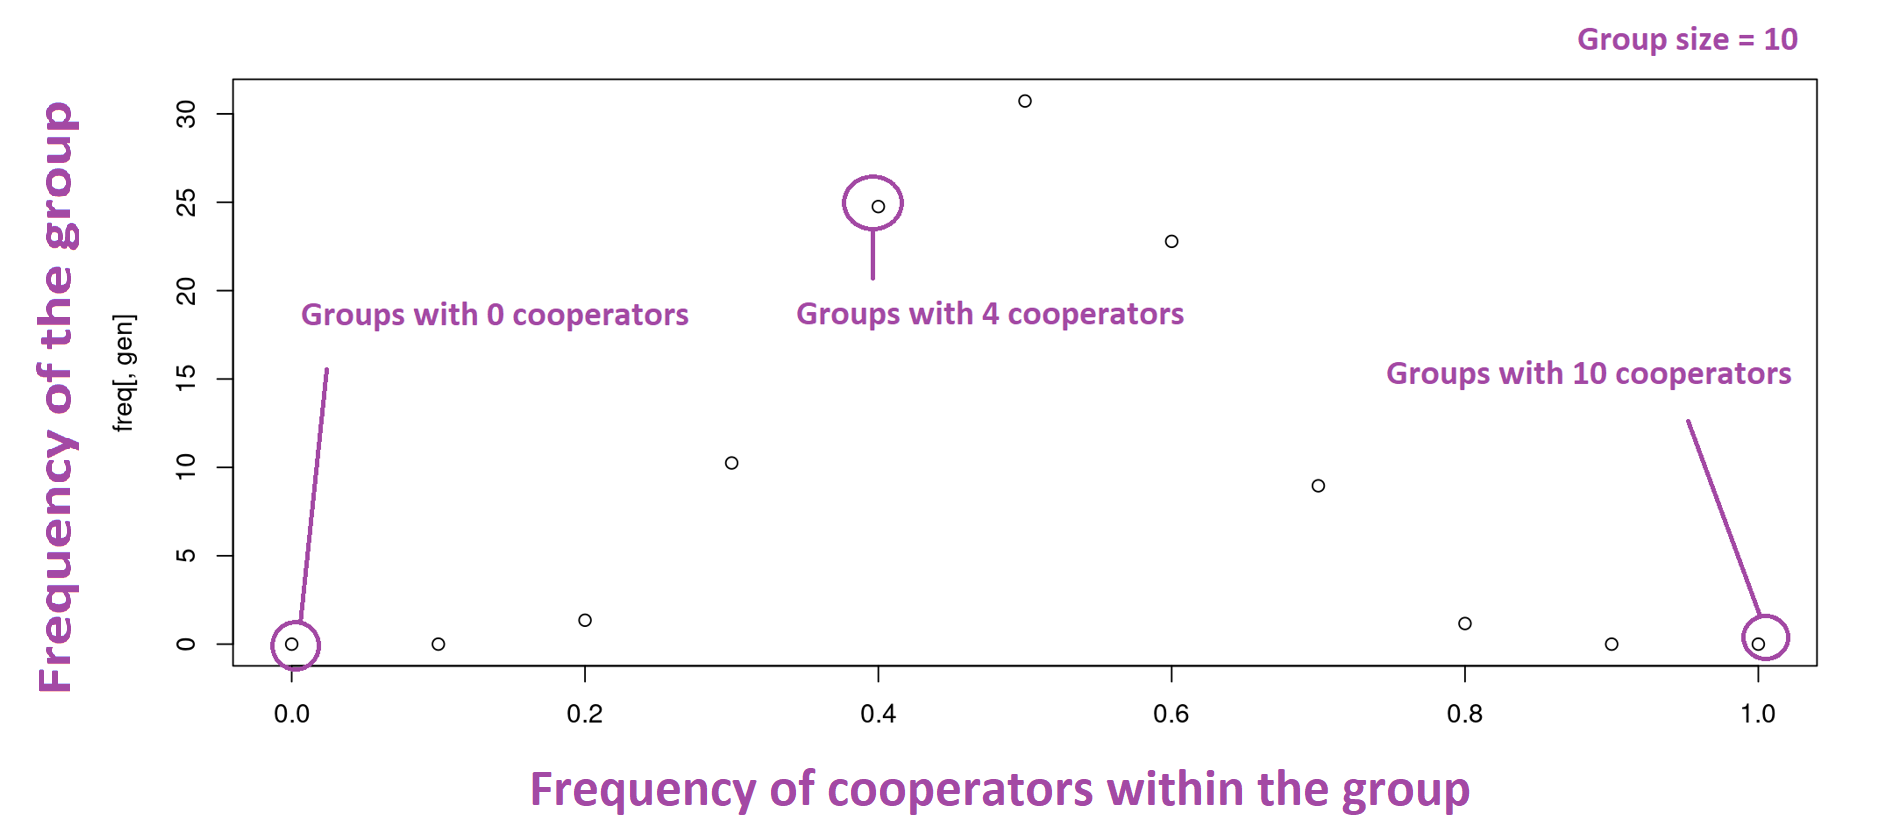 Group size = 10
Frequency of the group
freq[, gen]
30
25
20
15
10
5
0
Groups with 0 cooperators
Groups with 4 cooperators
Groups with 10 cooperators
0.0 0.2 0.4 0.6 0.8 1.0
Frequency of cooperators within the group